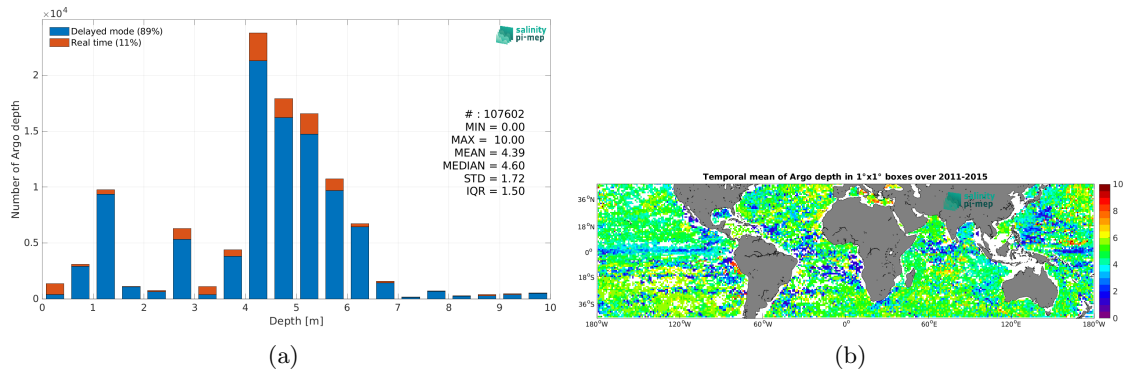 ×10⁴
Delayed mode (89%)
Real time (11%)
salinity
pi-mep
2
1.5
1
0.5
0
Number of Argo depth
# : 107602
MIN = 0.00
MAX = 10.00
MEAN = 4.39
MEDIAN = 4.60
STD = 1.72
IQR = 1.50
1 2 3 4 5 6 7 8 9 10
Depth [m]
(a)
Temporal mean of Argo depth in 1°x1° boxes over 2011-2015
36°N
18°N
0°
18°S
36°S
pi-mep
180°W 120°W 60°W 0° 60°E 120°E 180°W
10
8
6
4
2
0
(b)